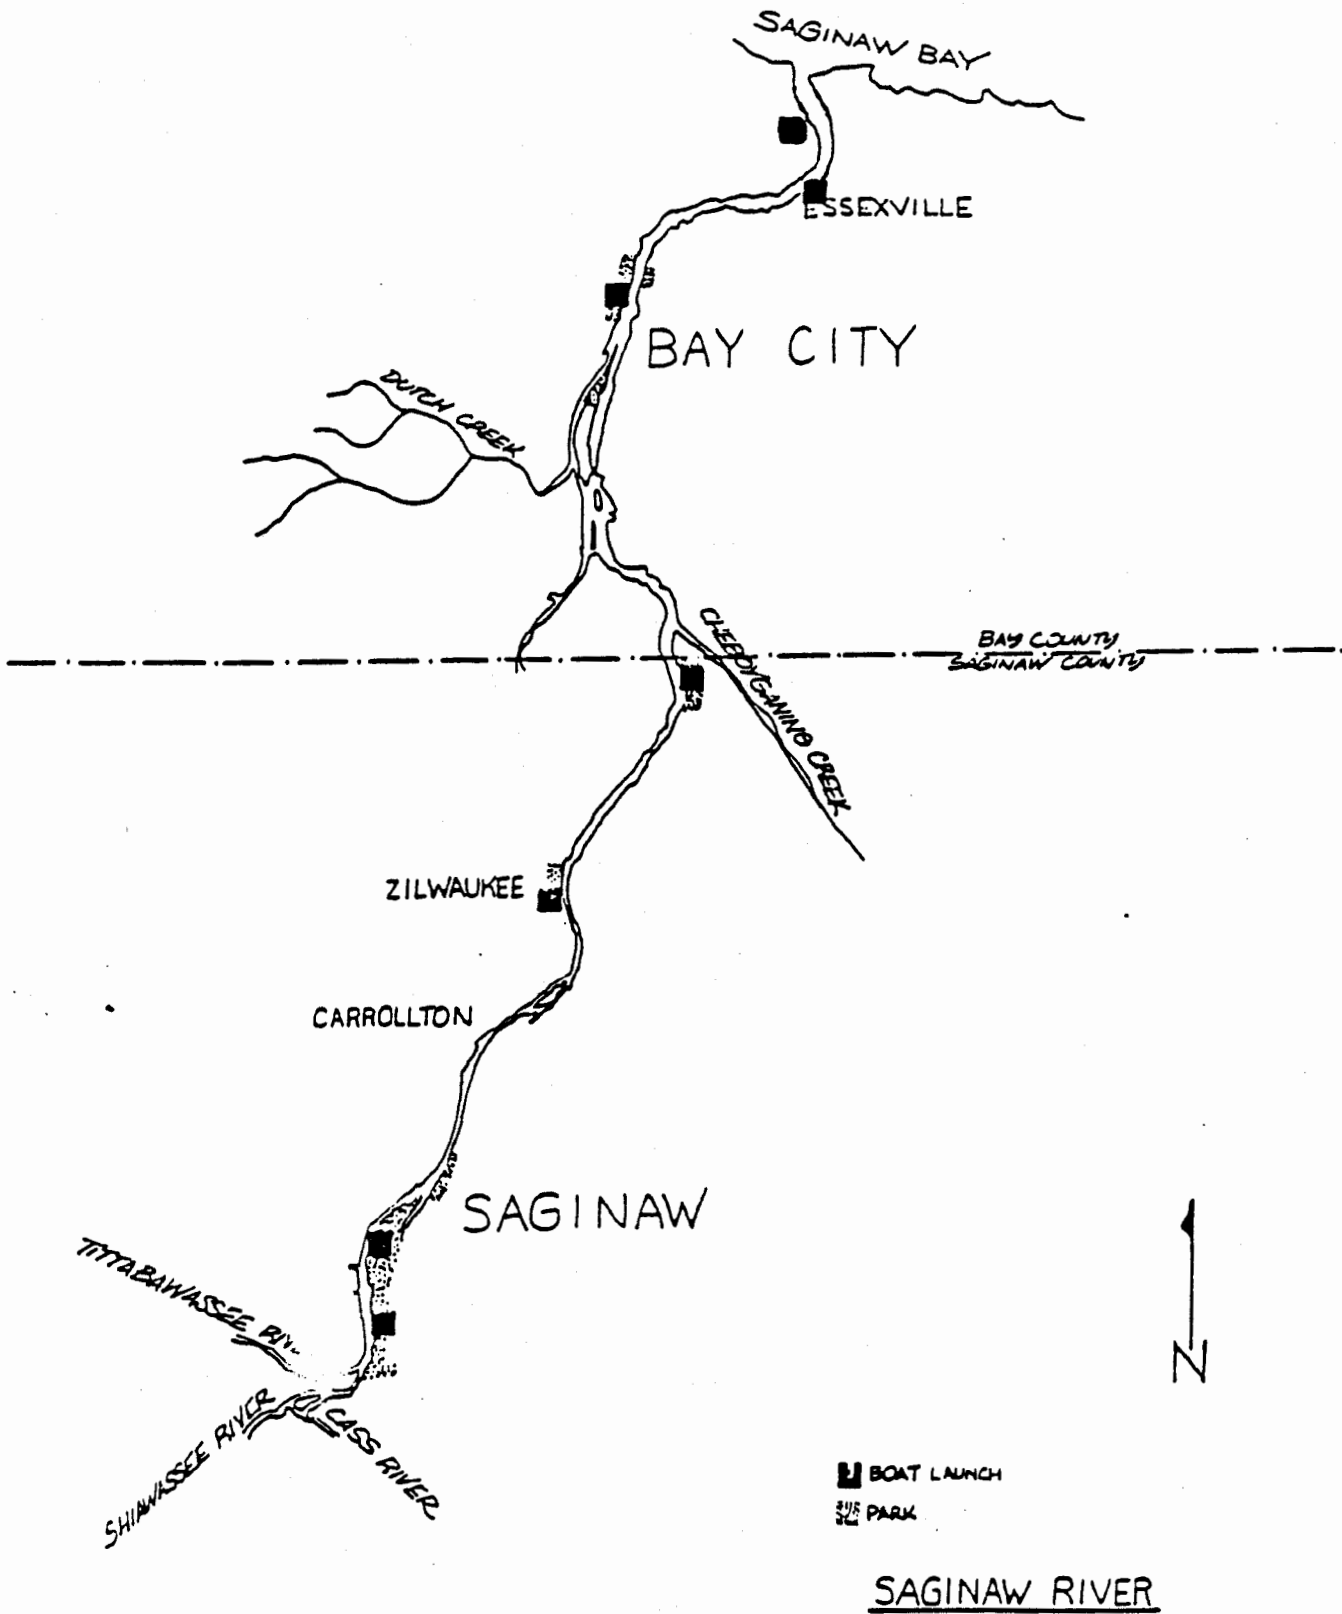 SAGINAW BAY
ESSEXVILLE
BAY CITY
DUTCH CREEK
CHEBOYGANING CREEK
BAY COUNTY
SAGINAW COUNTY
ZILWAUKEE
CARROLLTON
SAGINAW
TITTABAWASSEE RIV
SHIAWASSEE RIVER
CASS RIVER
N
BOAT LAUNCH
PARK
SAGINAW RIVER